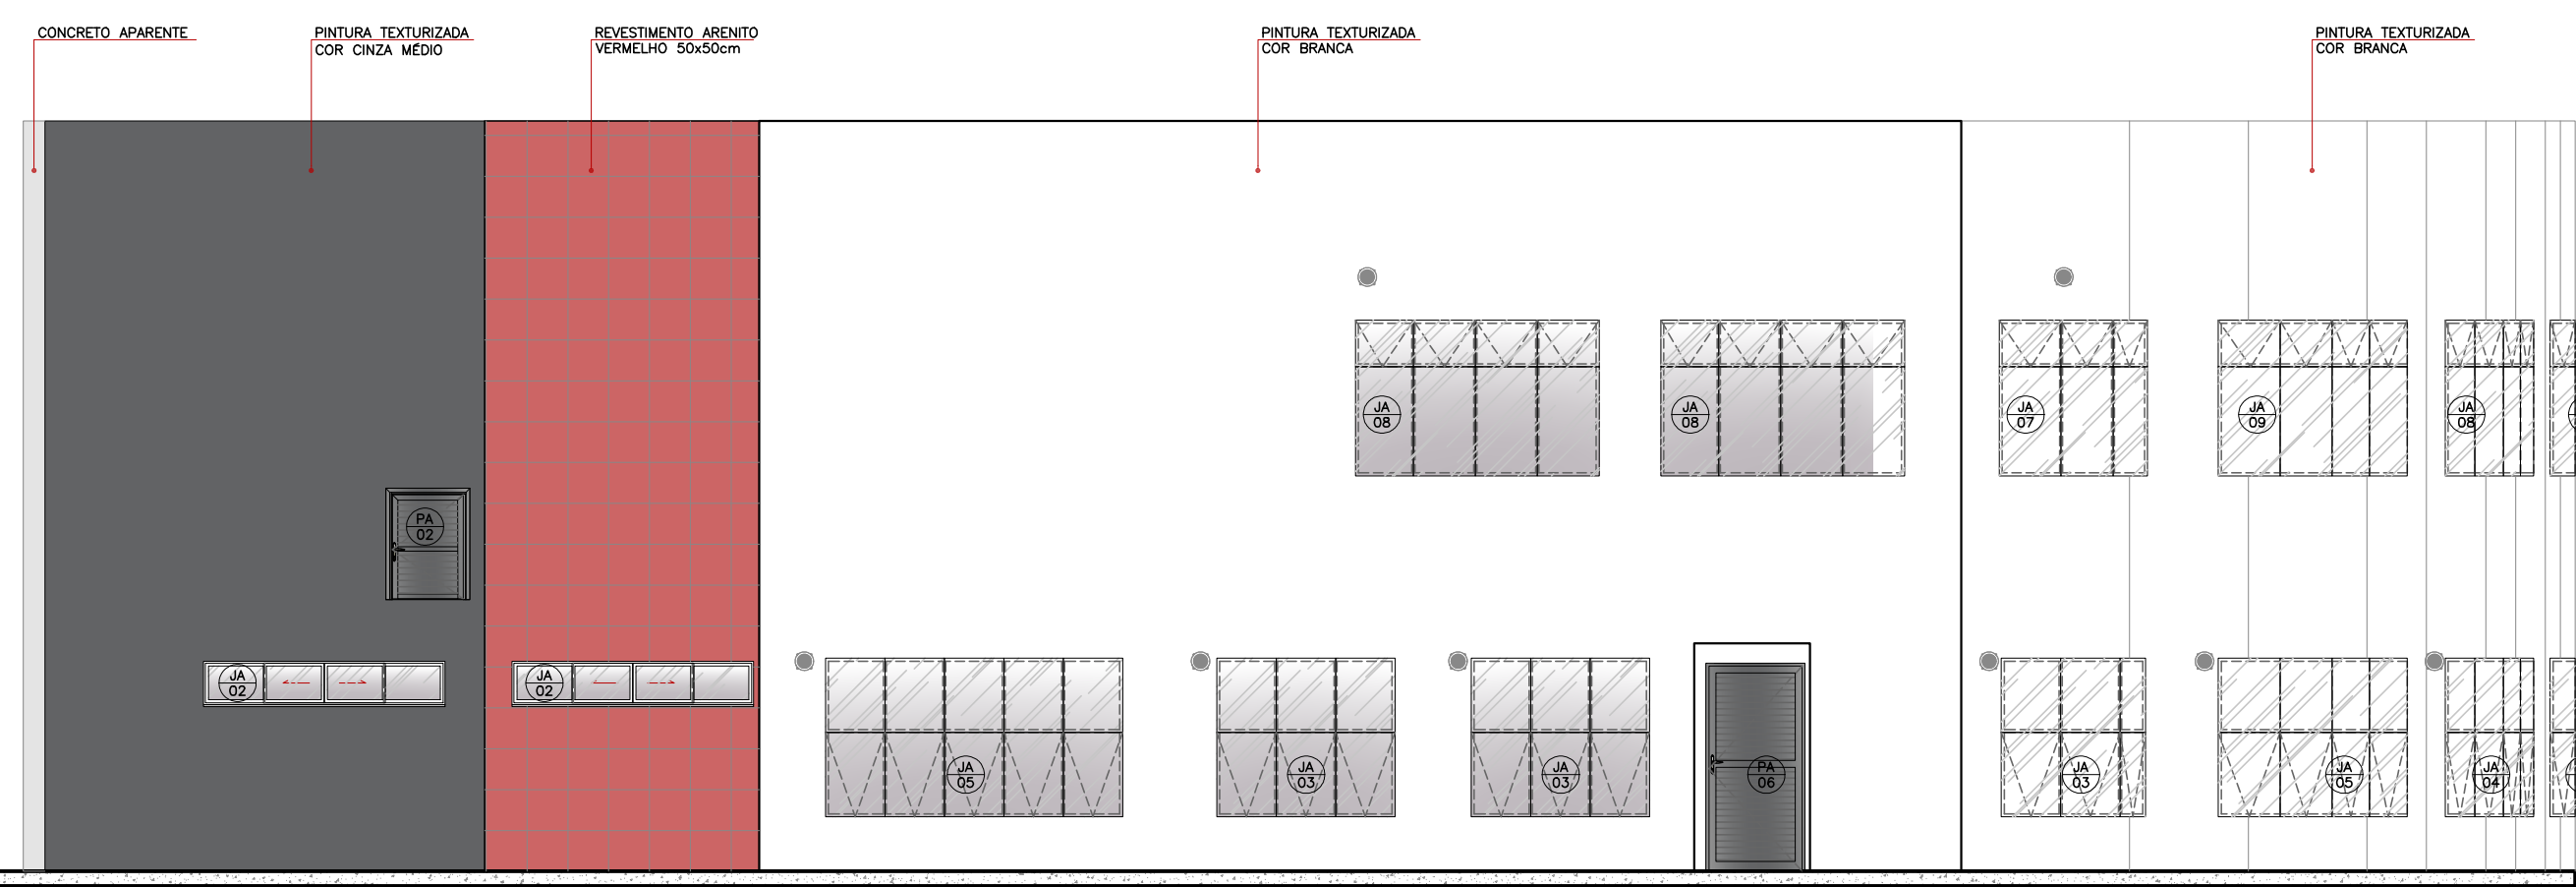 CONCRETO APARENTE
PINTURA TEXTURIZADA
COR CINZA MÉDIO
REVESTIMENTO ARENITO
VERMELHO 50x50cm
PINTURA TEXTURIZADA
COR BRANCA
PINTURA TEXTURIZADA
COR BRANCA
JA
08
JA
08
JA
07
JA
09
JA
08
PA
02
JA
02
JA
02
JA
05
JA
03
JA
03
PA
06
JA
03
JA
05
JA
04